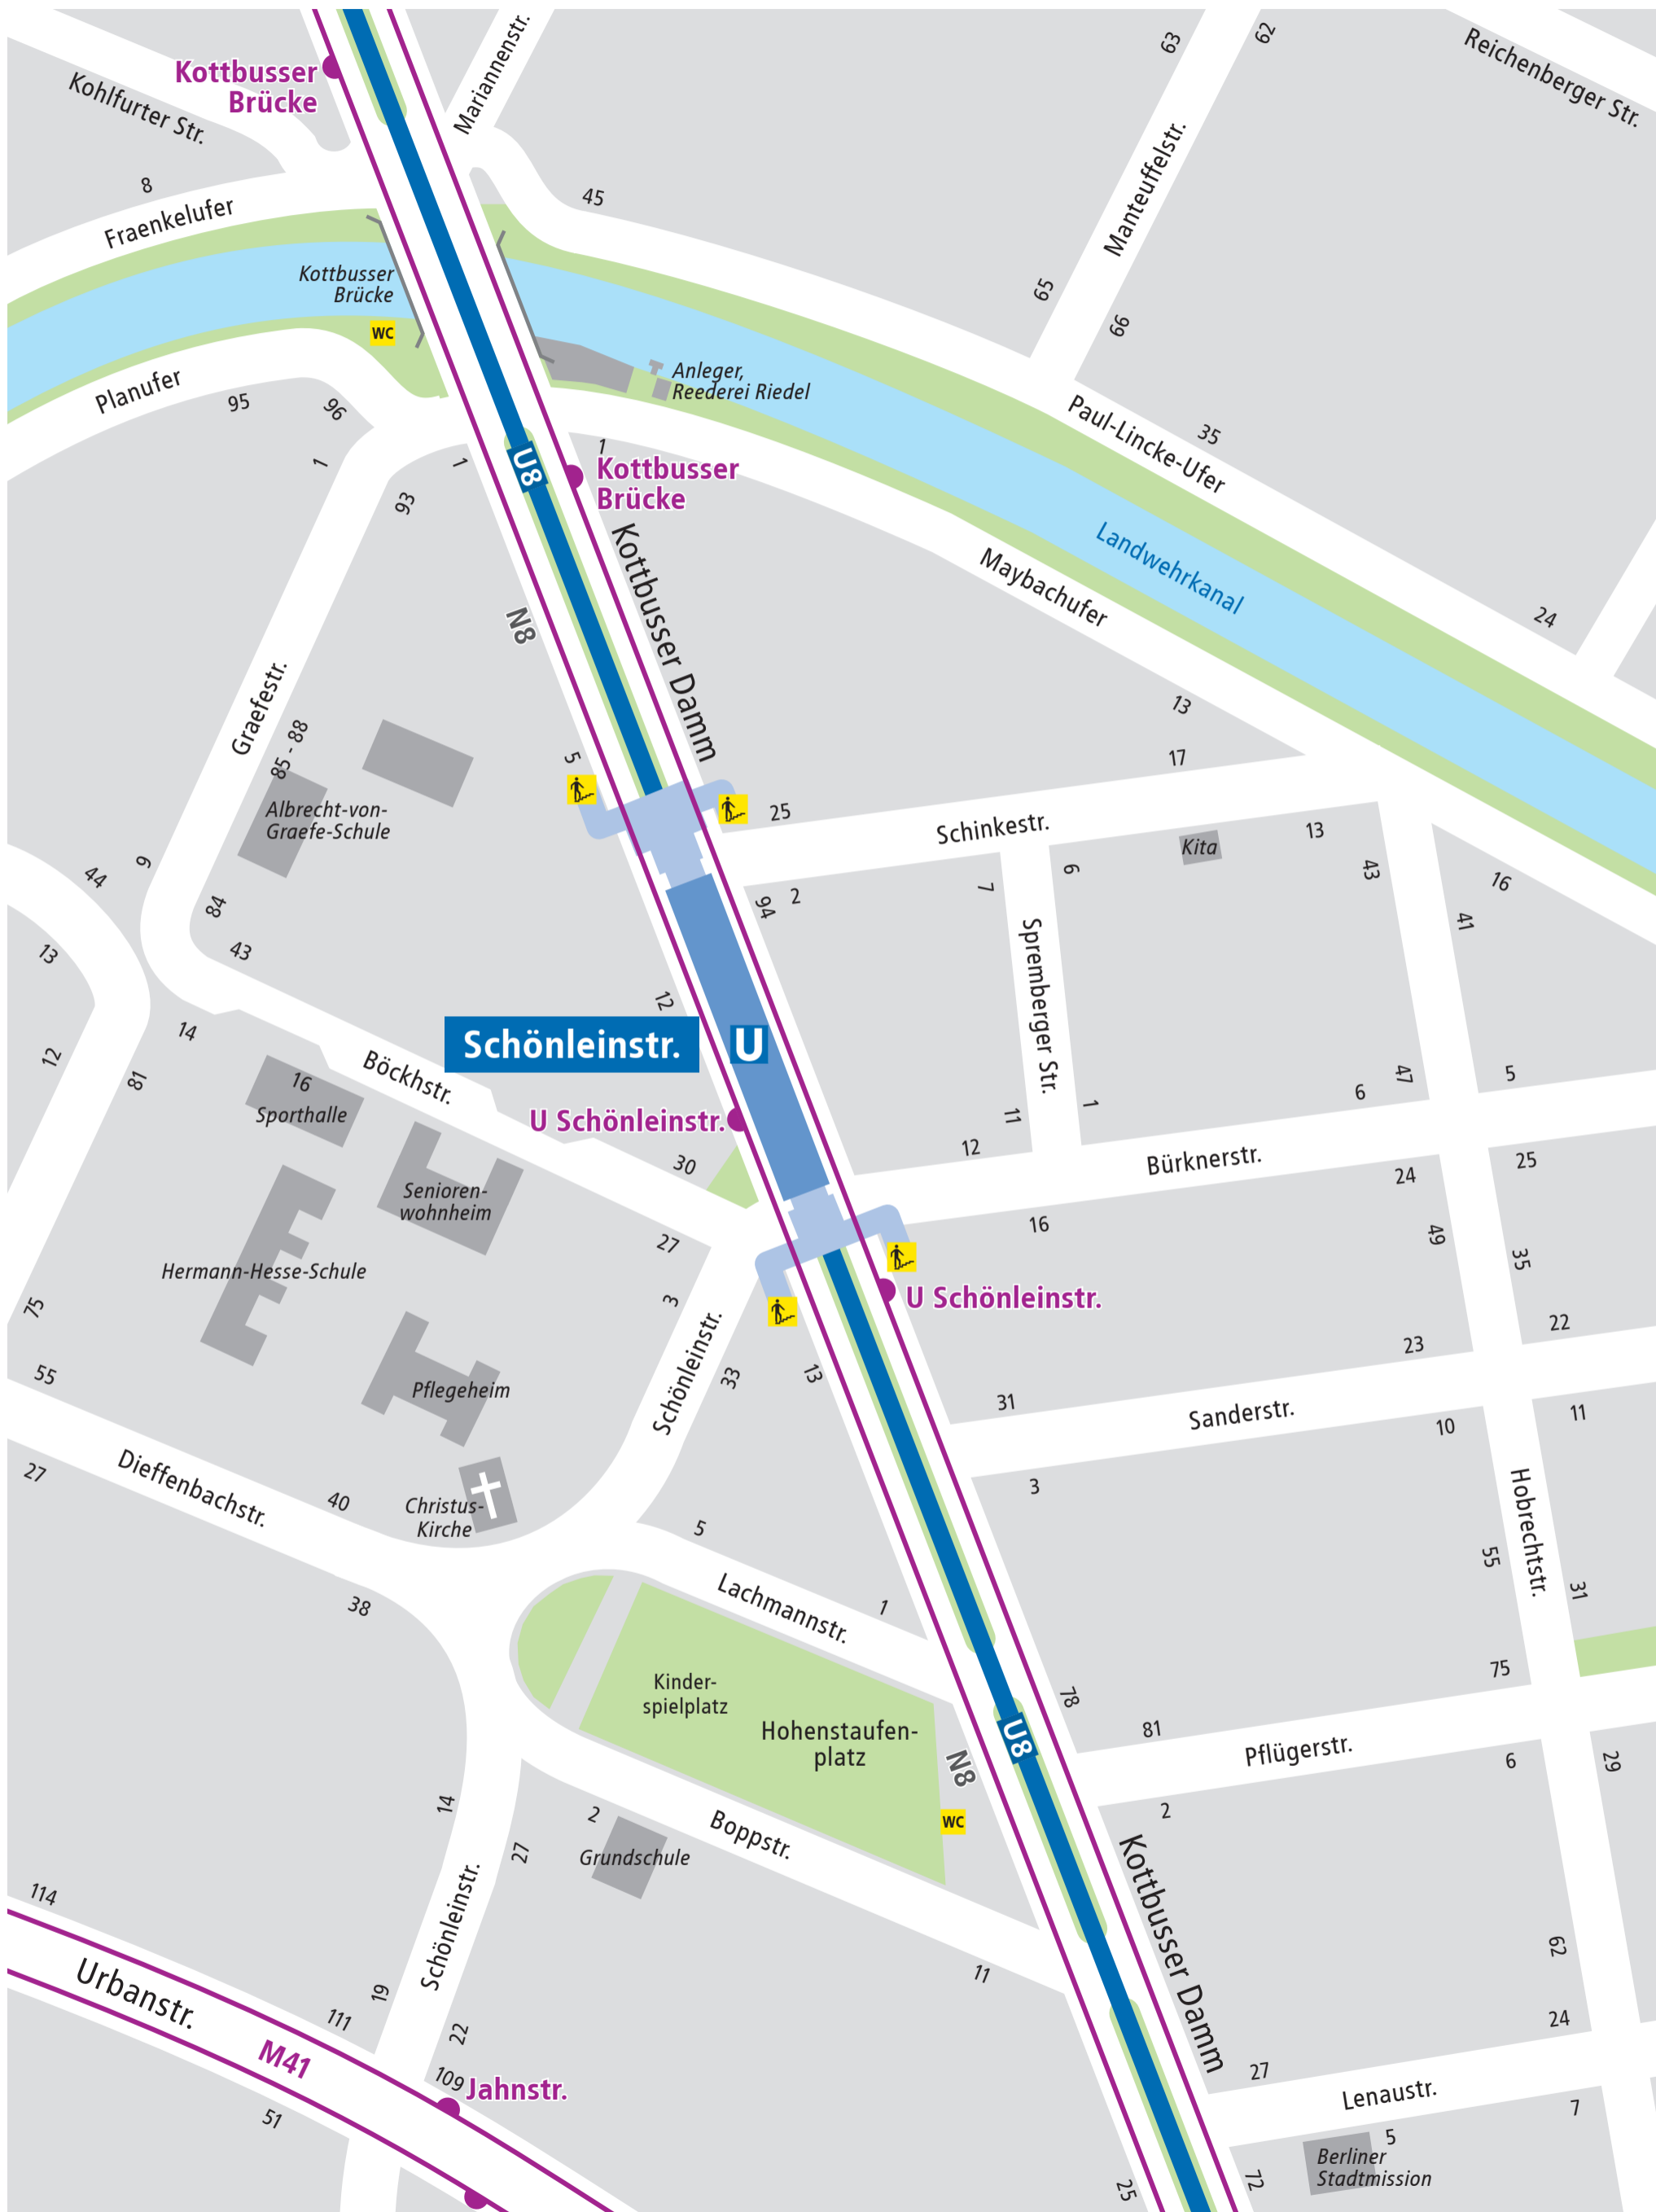 Mariannenstr.
63
62
Reichenberger Str.
Kottbusser
Brücke
Kohlfurter Str.
Manteuffelstr.
8
45
Fraenkelufer
Kottbusser
Brücke
65
66
WC
Anleger,
Reederei Riedel
Planufer
95
96
Paul-Lincke-Ufer
35
1
1
U8
1
Kottbusser
Brücke
93
Landwehrkanal
Kottbusser Damm
Maybachufer
N8
24
Graefestr.
13
85 - 88
5
17
Albrecht-von-
Graefe-Schule
25
Schinkestr.
13
Kita
9
44
6
43
7
16
84
94
2
41
13
43
Spremberger Str.
12
14
Schönleinstr.
U
12
81
Böckhstr.
16
Sporthalle
47
5
6
1
11
U Schönleinstr.
12
30
Bürknerstr.
24
25
Senioren-
wohnheim
16
27
49
35
Hermann-Hesse-Schule
U Schönleinstr.
75
3
22
23
55
Schönleinstr.
33
13
Pflegeheim
31
Sanderstr.
10
11
27
Dieffenbachstr.
40
Christus-
Kirche
3
Hobrechtstr.
5
55
31
38
Lachmannstr.
1
Kinder-
spielplatz
75
78
Hohenstaufen-
platz
81
U8
Pflügerstr.
6
29
N8
14
2
WC
2
Boppstr.
27
Grundschule
Kottbusser Damm
114
Schönleinstr.
62
Urbanstr.
11
19
111
24
22
M41
109
Jahnstr.
27
Lenaustr.
51
7
5
Berliner
Stadtmission
25
72